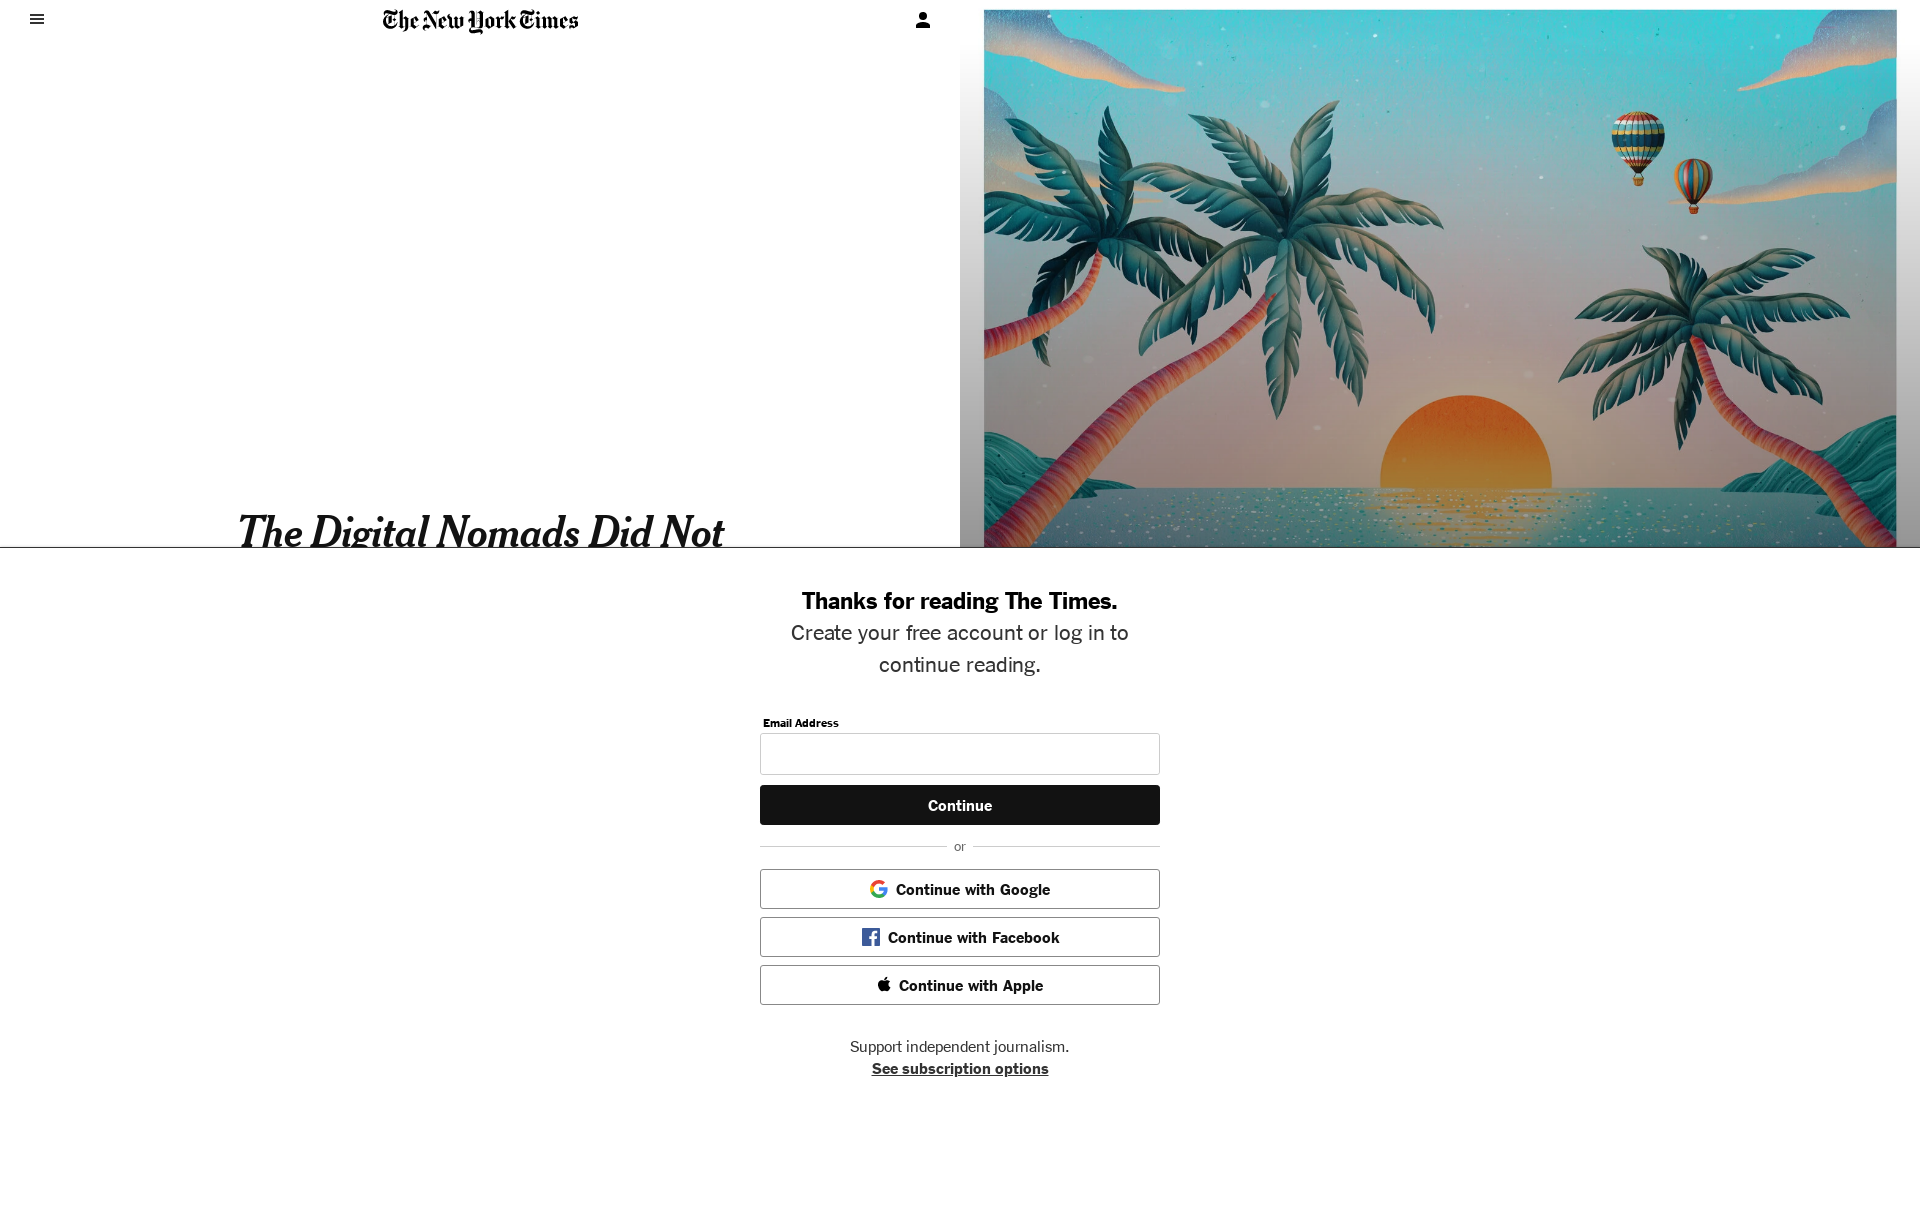 The New York Times
The Digital Nomads Did Not
Thanks for reading The Times.
Create your free account or log in to
continue reading.
Email Address
Continue
or
Continue with Google
Continue with Facebook
Continue with Apple
Support independent journalism.
See subscription options